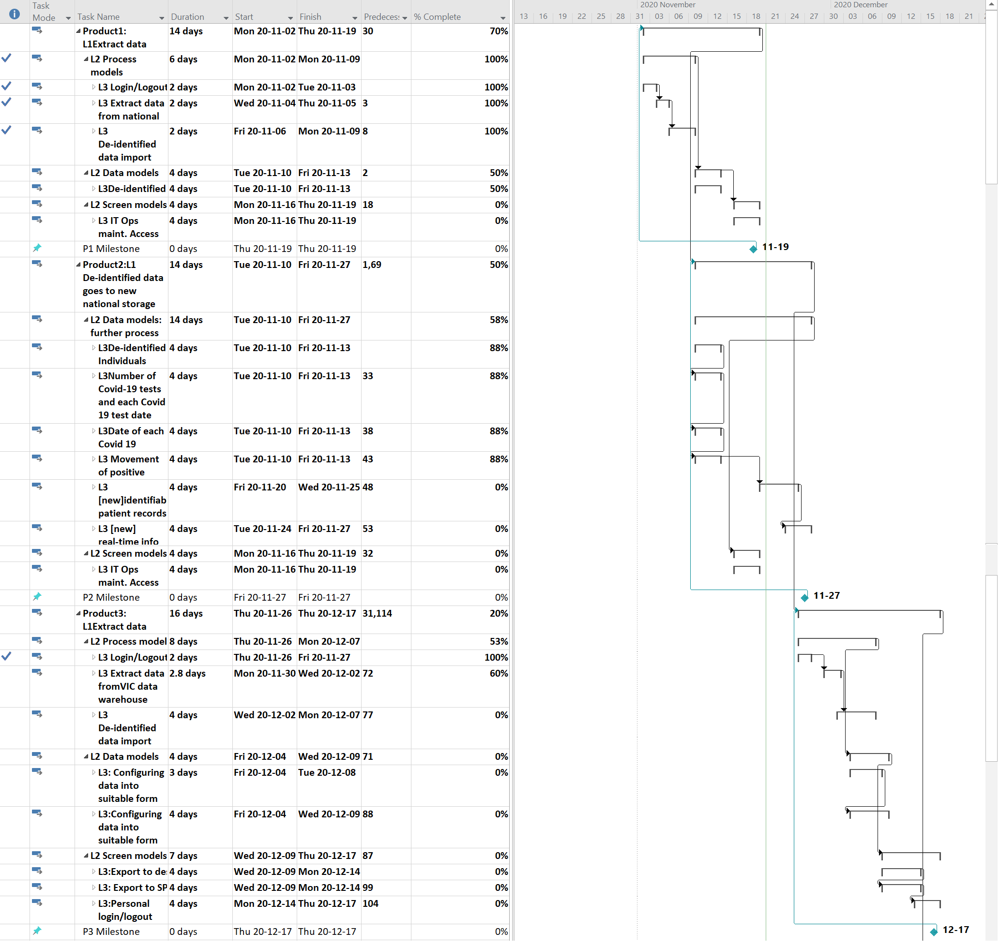 Task Mode Task Name Duration Start Finish Predeces % Complete
2020 November 2020 December
13 16 19 22 25 28 31 03 06 09 12 15 18 21 24 27 30 03 06 09 12 15 18 21
Product1: L1Extract data 14 days Mon 20-11-02 Thu 20-11-19 30 70%
L2 Process models 6 days Mon 20-11-02 Mon 20-11-09 100%
L3 Login/Logout 2 days Mon 20-11-02 Tue 20-11-03 100%
L3 Extract data from national 2 days Wed 20-11-04 Thu 20-11-05 3 100%
L3 De-identified data import 2 days Fri 20-11-06 Mon 20-11-09 8 100%
L2 Data models 4 days Tue 20-11-10 Fri 20-11-13 2 50%
L3De-identified 4 days Tue 20-11-10 Fri 20-11-13 50%
L2 Screen models 4 days Mon 20-11-16 Thu 20-11-19 18 0%
L3 IT Ops maint. Access 4 days Mon 20-11-16 Thu 20-11-19 0%
P1 Milestone 0 days Thu 20-11-19 Thu 20-11-19 0% 11-19
Product2:L1 De-identified data goes to new national storage 14 days Tue 20-11-10 Fri 20-11-27 1,69 50%
L2 Data models: further process 14 days Tue 20-11-10 Fri 20-11-27 58%
L3De-identified Individuals 4 days Tue 20-11-10 Fri 20-11-13 88%
L3Number of Covid-19 tests and each Covid 19 test date 4 days Tue 20-11-10 Fri 20-11-13 33 88%
L3Date of each Covid 19 4 days Tue 20-11-10 Fri 20-11-13 38 88%
L3 Movement of positive 4 days Tue 20-11-10 Fri 20-11-13 43 88%
L3 [new]identifiab patient records 4 days Fri 20-11-20 Wed 20-11-25 48 0%
L3 [new] real-time info 4 days Tue 20-11-24 Fri 20-11-27 53 0%
L2 Screen models 4 days Mon 20-11-16 Thu 20-11-19 32 0%
L3 IT Ops maint. Access 4 days Mon 20-11-16 Thu 20-11-19 0%
P2 Milestone 0 days Fri 20-11-27 Fri 20-11-27 0% 11-27
Product3: L1Extract data 16 days Thu 20-11-26 Thu 20-12-17 31,114 20%
L2 Process model 8 days Thu 20-11-26 Mon 20-12-07 53%
L3 Login/Logout 2 days Thu 20-11-26 Fri 20-11-27 100%
L3 Extract data fromVIC data warehouse 2.8 days Mon 20-11-30 Wed 20-12-02 72 60%
L3 De-identified data import 4 days Wed 20-12-02 Mon 20-12-07 77 0%
L2 Data models 4 days Fri 20-12-04 Wed 20-12-09 71 0%
L3: Configuring data into suitable form 3 days Fri 20-12-04 Tue 20-12-08 0%
L3:Configuring data into suitable form 4 days Fri 20-12-04 Wed 20-12-09 88 0%
L2 Screen models 7 days Wed 20-12-09 Thu 20-12-17 87 0%
L3:Export to de 4 days Wed 20-12-09 Mon 20-12-14 0%
L3: Export to SP 4 days Wed 20-12-09 Mon 20-12-14 99 0%
L3:Personal login/logout 4 days Mon 20-12-14 Thu 20-12-17 104 0%
P3 Milestone 0 days Thu 20-12-17 Thu 20-12-17 0% 12-17